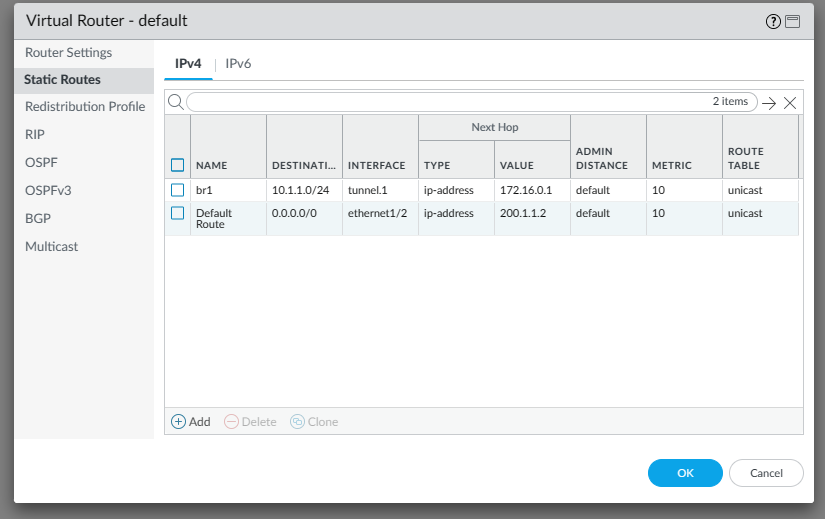 Virtual Router - default
Router Settings
Static Routes
Redistribution Profile
RIP
OSPF
OSPFv3
BGP
Multicast
IPv4 | IPv6
2 items
Next Hop
NAME DESTINATI... INTERFACE TYPE VALUE ADMIN DISTANCE METRIC ROUTE TABLE
br1 10.1.1.0/24 tunnel.1 ip-address 172.16.0.1 default 10 unicast
Default Route 0.0.0.0/0 ethernet1/2 ip-address 200.1.1.2 default 10 unicast
Add Delete Clone
OK Cancel